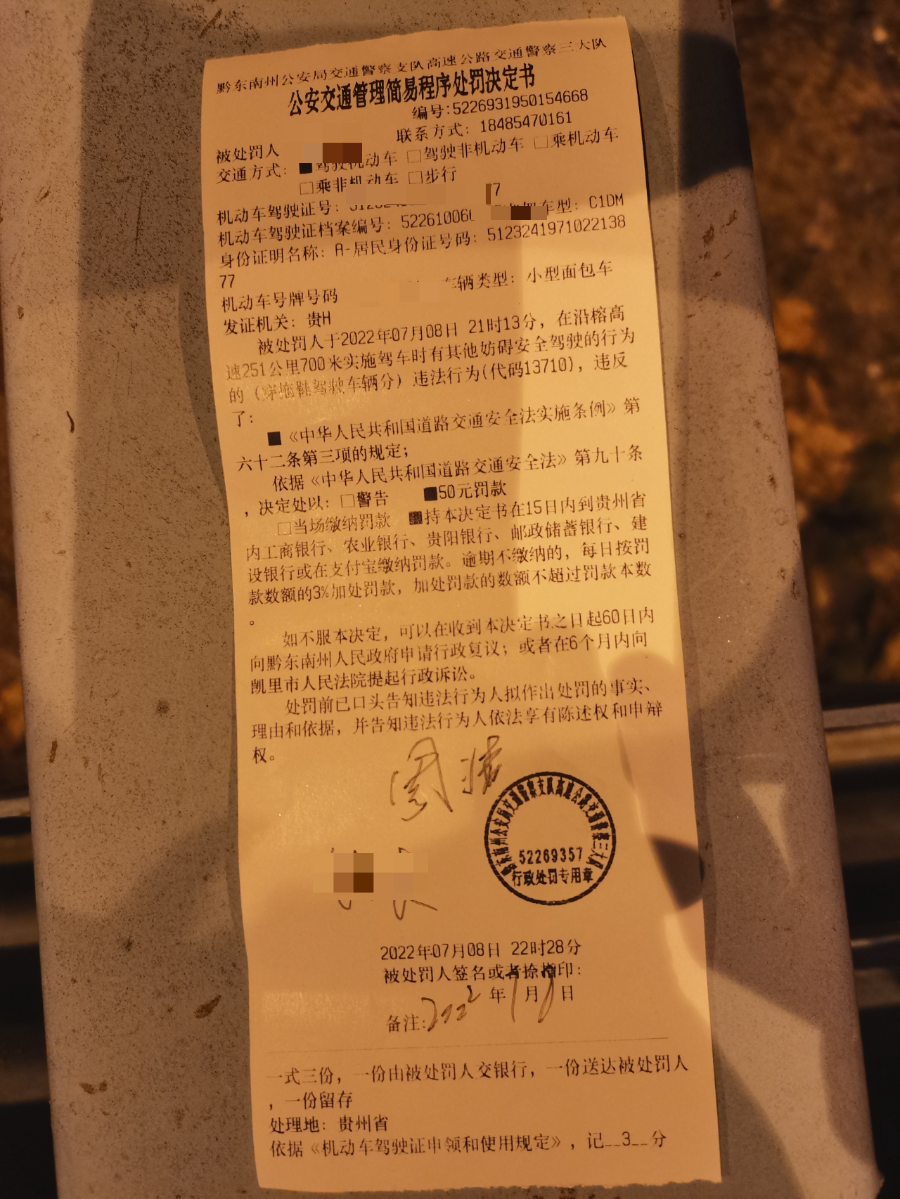 黔东南州公安局交通警察支队高速公路交通警察三大队
公安交通管理简易程序处罚决定书
编号:5226931950154668
联系方式: 18485470161
被处罚人
交通方式: ■驾驶机动车 □驾驶非机动车 □乘机动车
□乘非机动车 □步行
机动车驾驶证号: 7
机动车驾驶证档案编号: 522610060 车型: C1DM
身份证明名称: A-居民身份证号码: 5123241971022138
77
机动车号牌号码 车辆类型: 小型面包车
发证机关: 贵H
被处罚人于2022年07月08日 21时13分, 在沿榕高
速251公里700米实施驾车时有其他妨碍安全驾驶的行为
的(穿拖鞋驾驶车辆分) 违法行为(代码13710), 违反
了:
■《中华人民共和国道路交通安全法实施条例》第
六十二条第三项的规定;
依据《中华人民共和国道路交通安全法》第九十条
, 决定处以: □警告 ■50元罚款
□当场缴纳罚款 ■持本决定书在15日内到贵州省
内工商银行、农业银行、贵阳银行、邮政储蓄银行、建
设银行或在支付宝缴纳罚款。逾期不缴纳的, 每日按罚
款数额的3%加处罚款, 加处罚款的数额不超过罚款本数
。
如不服本决定, 可以在收到本决定书之日起60日内
向黔东南州人民政府申请行政复议; 或者在6个月内向
凯里市人民法院提起行政诉讼。
处罚前已口头告知违法行为人拟作出处罚的事实、
理由和依据, 并告知违法行为人依法享有陈述权和申辩
权。
52269357
行政处罚专用章
2022年07月08日 22时28分
被处罚人签名或者捺指印:
2022年7月8日
备注:
一式三份, 一份由被处罚人交银行, 一份送达被处罚人
, 一份留存
处理地: 贵州省
依据《机动车驾驶证申领和使用规定》, 记__3__分